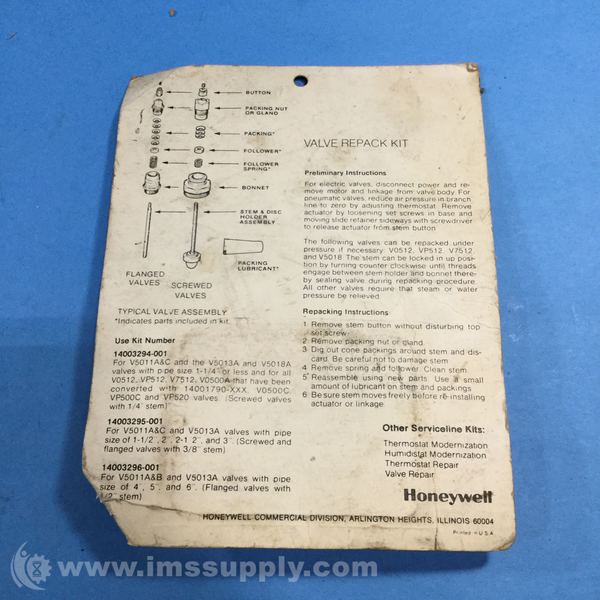 BUTTON
PACKING NUT
OR GLAND
PACKING*
FOLLOWER*
FOLLOWER
SPRING*
BONNET
STEM & DISC
HOLDER
ASSEMBLY
PACKING
LUBRICANT*
FLANGED
VALVES
SCREWED
VALVES
TYPICAL VALVE ASSEMBLY
*Indicates parts included in kit.
Use Kit Number
14003294-001
For V5011A&C and the V5013A and V5018A
valves with pipe size 1-1/4" or less and for all
V0512, VP512, V7512, V0500A that have been
converted with 14001790-XXX. V0500C,
VP500C and VP520 valves. (Screwed valves
with 1/4" stem)
14003295-001
For V5011A&C and V5013A valves with pipe
size of 1-1/2", 2", 2-1/2", and 3". (Screwed and
flanged valves with 3/8" stem)
14003296-001
For V5011A&B and V5013A valves with pipe
size of 4", 5", and 6". (Flanged valves with
1/2" stem)
VALVE REPACK KIT
Preliminary Instructions
For electric valves, disconnect power and re-
move motor and linkage from valve body. For
pneumatic valves, reduce air pressure in branch
line to zero by adjusting thermostat. Remove
actuator by loosening set screws in base and
moving slide retainer sideways with screwdriver
to release actuator from stem button
The following valves can be repacked under
pressure if necessary: V0512, VP512, V7512
and V5018. The stem can be locked in up posi-
tion by turning counter clockwise until threads
engage between stem holder and bonnet there-
by sealing valve during repacking procedure.
All other valves require that steam or water
pressure be relieved.
Repacking Instructions
1 Remove stem button without disturbing top
set screw.
2 Remove packing nut or gland.
3 Dig out cone packings around stem and dis-
card. Be careful not to damage stem
4 Remove spring and follower. Clean stem.
5 Reassemble using new parts. Use a small
amount of lubricant on stem and packings
6 Be sure stem moves freely before re-installing
actuator or linkage.
Other Serviceline Kits:
Thermostat Modernization
Humidistat Modernization
Thermostat Repair
Valve Repair
Honeywell
HONEYWELL COMMERCIAL DIVISION, ARLINGTON HEIGHTS, ILLINOIS 60004
Printed in U.S.A.
www.imssupply.com